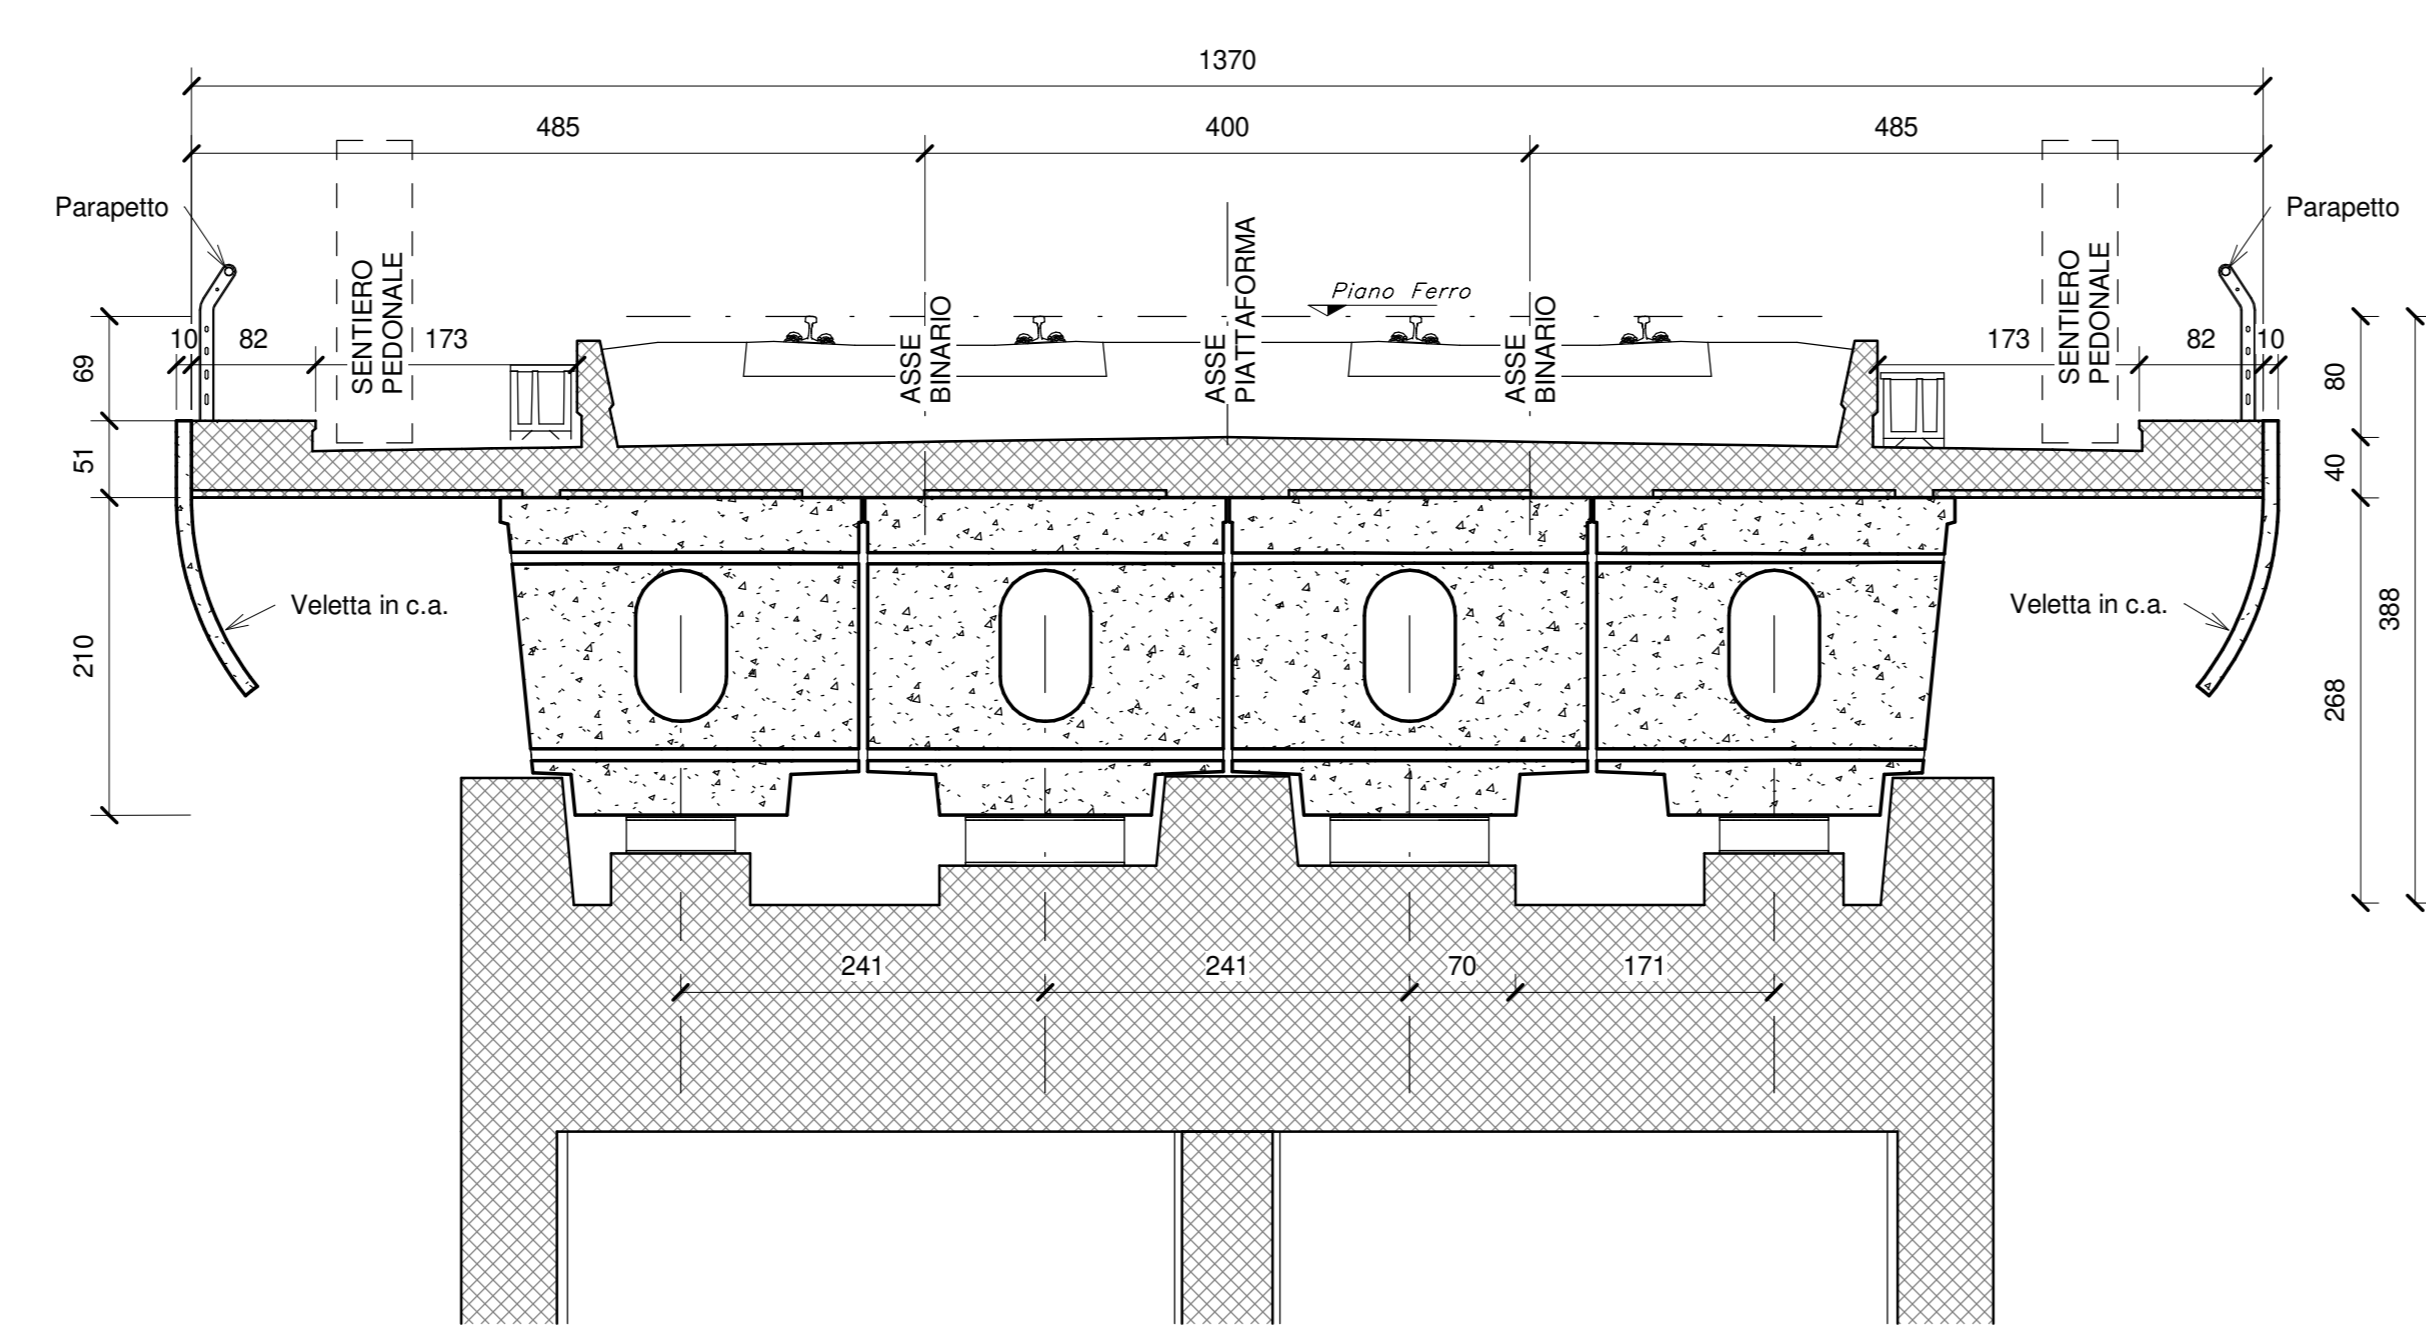 1370
485
400
485
Parapetto
Parapetto
SENTIERO
PEDONALE
ASSE
BINARIO
ASSE
PIATTAFORMA
Piano Ferro
ASSE
BINARIO
SENTIERO
PEDONALE
10
82
173
173
82
10
69
51
210
80
40
268
388
Veletta in c.a.
Veletta in c.a.
241
241
70
171